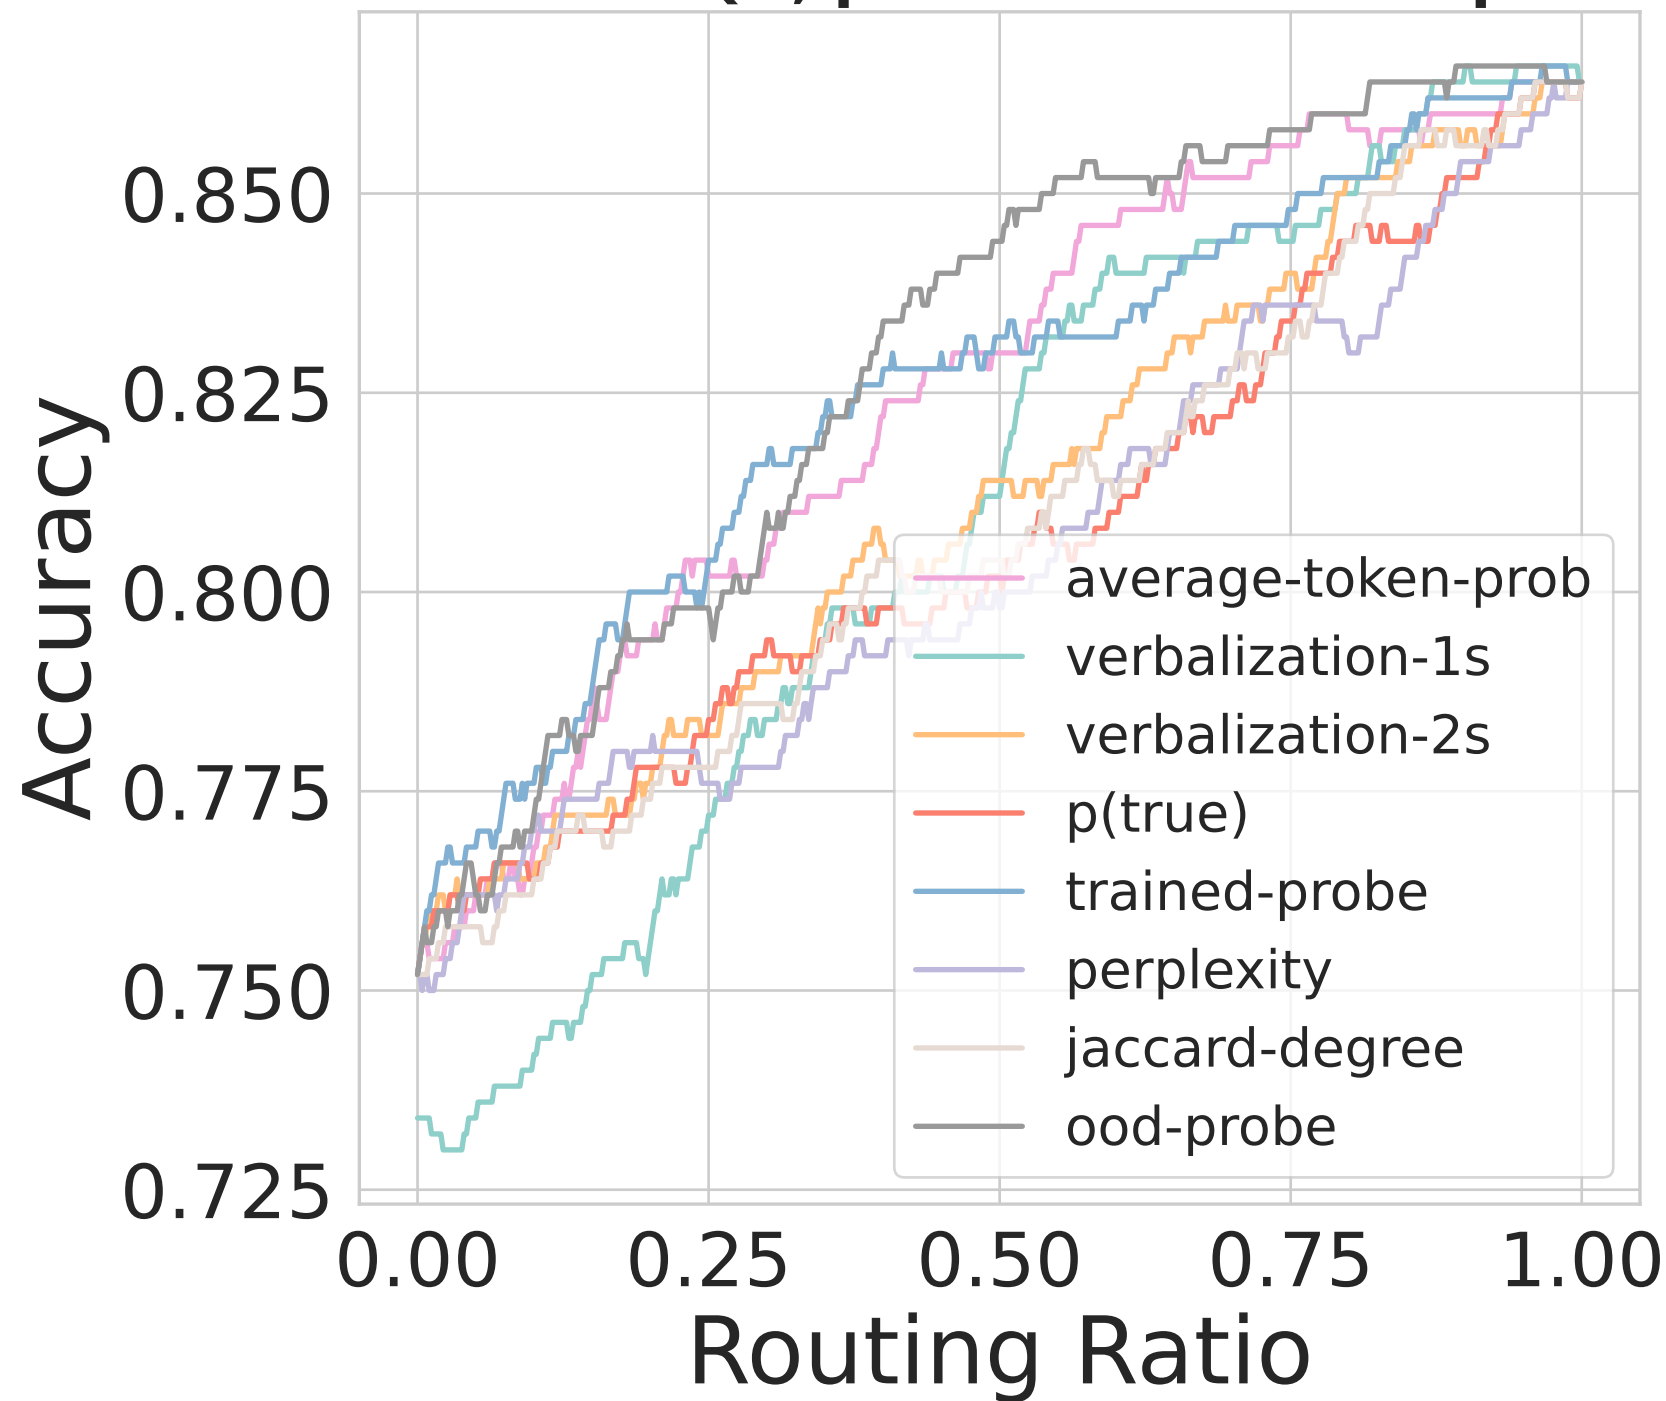 Accuracy
0.850
0.825
0.800
0.775
0.750
0.725
average-token-prob
verbalization-1s
verbalization-2s
p(true)
trained-probe
perplexity
jaccard-degree
ood-probe
0.00 0.25 0.50 0.75 1.00
Routing Ratio